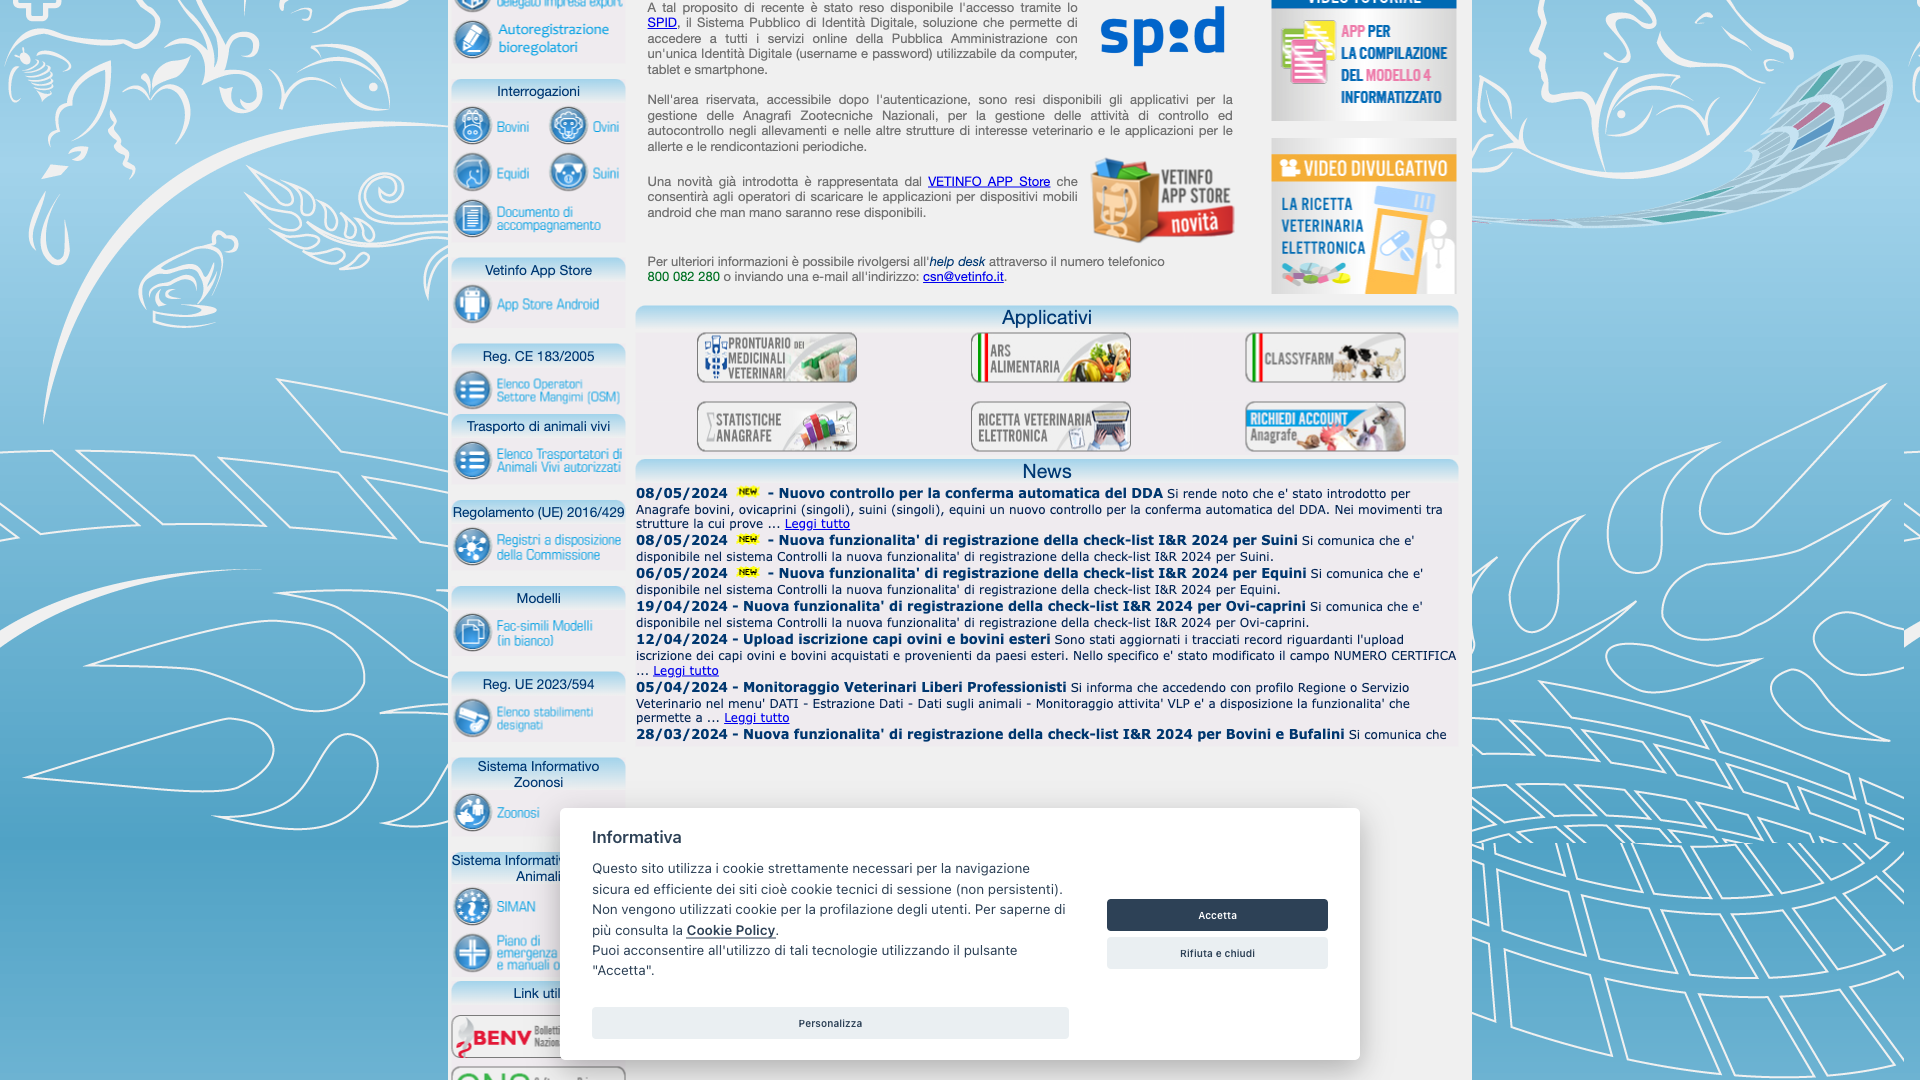 delegato impresa export.
Autoregistrazione
bioregolatori
Interrogazioni
Bovini
Ovini
Equidi
Suini
Documento di
accompagnamento
Vetinfo App Store
App Store Android
Reg. CE 183/2005
Elenco Operatori
Settore Mangimi (OSM)
Trasporto di animali vivi
Elenco Trasportatori di
Animali Vivi autorizzati
Regolamento (UE) 2016/429
Registri a disposizione
della Commissione
Modelli
Fac-simili Modelli
(in bianco)
Reg. UE 2023/594
Elenco stabilimenti
designati
Sistema Informativo
Zoonosi
Zoonosi
Sistema Informati
Animali
SIMAN
Piano di
emergenza
e manuali o
Link util
BENV
Bolletti
Nazion
A tal proposito di recente è stato reso disponibile l'accesso tramite lo
SPID, il Sistema Pubblico di Identità Digitale, soluzione che permette di
accedere a tutti i servizi online della Pubblica Amministrazione con
un'unica Identità Digitale (username e password) utilizzabile da computer,
tablet e smartphone.
spid
Nell'area riservata, accessibile dopo l'autenticazione, sono resi disponibili gli applicativi per la
gestione delle Anagrafi Zootecniche Nazionali, per la gestione delle attività di controllo ed
autocontrollo negli allevamenti e nelle altre strutture di interesse veterinario e le applicazioni per le
allerte e le rendicontazioni periodiche.
Una novità già introdotta è rappresentata dal VETINFO APP Store che
consentirà agli operatori di scaricare le applicazioni per dispositivi mobili
android che man mano saranno rese disponibili.
VETINFO
APP STORE
novità
Per ulteriori informazioni è possibile rivolgersi all'help desk attraverso il numero telefonico
800 082 280 o inviando una e-mail all'indirizzo: csn@vetinfo.it.
VIDEO TUTORIAL
APP PER
LA COMPILAZIONE
DEL MODELLO 4
INFORMATIZZATO
VIDEO DIVULGATIVO
LA RICETTA
VETERINARIA
ELETTRONICA
Applicativi
PRONTUARIO DEI
MEDICINALI
VETERINARI
ARS
ALIMENTARIA
CLASSYFARM
STATISTICHE
ANAGRAFE
RICETTA VETERINARIA
ELETTRONICA
RICHIEDI ACCOUNT
Anagrafe
News
08/05/2024 NEW - Nuovo controllo per la conferma automatica del DDA Si rende noto che e' stato introdotto per
Anagrafe bovini, ovicaprini (singoli), suini (singoli), equini un nuovo controllo per la conferma automatica del DDA. Nei movimenti tra
strutture la cui prove ... Leggi tutto
08/05/2024 NEW - Nuova funzionalita' di registrazione della check-list I&R 2024 per Suini Si comunica che e'
disponibile nel sistema Controlli la nuova funzionalita' di registrazione della check-list I&R 2024 per Suini.
06/05/2024 NEW - Nuova funzionalita' di registrazione della check-list I&R 2024 per Equini Si comunica che e'
disponibile nel sistema Controlli la nuova funzionalita' di registrazione della check-list I&R 2024 per Equini.
19/04/2024 - Nuova funzionalita' di registrazione della check-list I&R 2024 per Ovi-caprini Si comunica che e'
disponibile nel sistema Controlli la nuova funzionalita' di registrazione della check-list I&R 2024 per Ovi-caprini.
12/04/2024 - Upload iscrizione capi ovini e bovini esteri Sono stati aggiornati i tracciati record riguardanti l'upload
iscrizione dei capi ovini e bovini acquistati e provenienti da paesi esteri. Nello specifico e' stato modificato il campo NUMERO CERTIFICA
... Leggi tutto
05/04/2024 - Monitoraggio Veterinari Liberi Professionisti Si informa che accedendo con profilo Regione o Servizio
Veterinario nel menu' DATI - Estrazione Dati - Dati sugli animali - Monitoraggio attivita' VLP e' a disposizione la funzionalita' che
permette a ... Leggi tutto
28/03/2024 - Nuova funzionalita' di registrazione della check-list I&R 2024 per Bovini e Bufalini Si comunica che
Informativa
Questo sito utilizza i cookie strettamente necessari per la navigazione
sicura ed efficiente dei siti cioè cookie tecnici di sessione (non persistenti).
Non vengono utilizzati cookie per la profilazione degli utenti. Per saperne di
più consulta la Cookie Policy.
Puoi acconsentire all'utilizzo di tali tecnologie utilizzando il pulsante
"Accetta".
Accetta
Rifiuta e chiudi
Personalizza